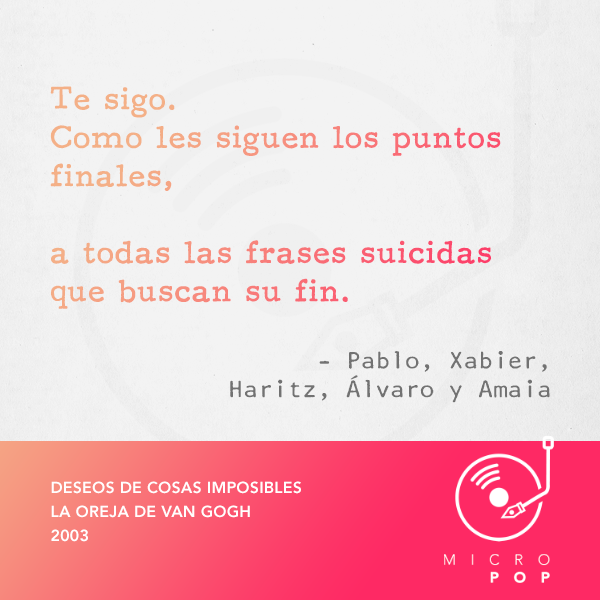 Te sigo.
Como les siguen los puntos
finales,
a todas las frases suicidas
que buscan su fin.
– Pablo, Xabier,
Haritz, Álvaro y Amaia
DESEOS DE COSAS IMPOSIBLES
LA OREJA DE VAN GOGH
2003
MICRO
POP